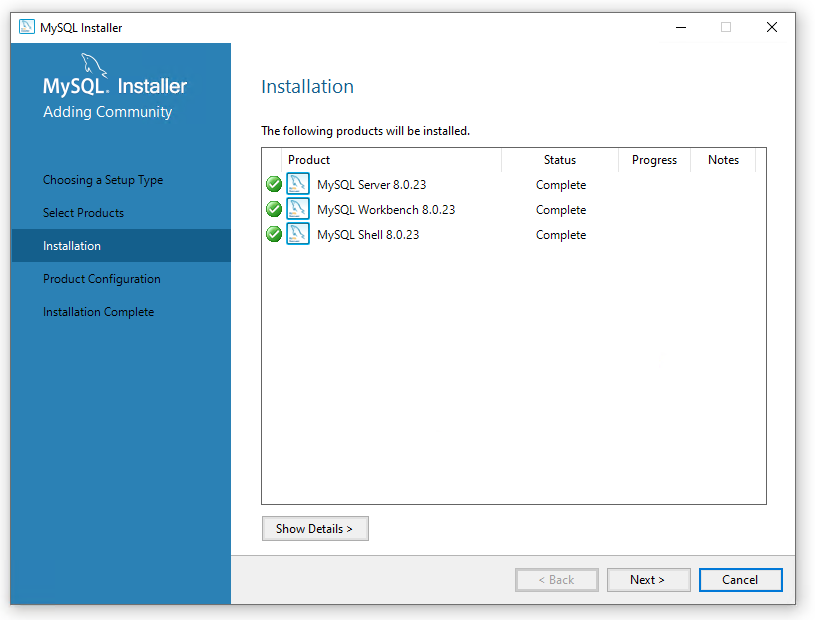 MySQL Installer
MySQL. Installer
Adding Community
Choosing a Setup Type
Select Products
Installation
Product Configuration
Installation Complete
Installation
The following products will be installed.
Product Status Progress Notes
MySQL Server 8.0.23 Complete
MySQL Workbench 8.0.23 Complete
MySQL Shell 8.0.23 Complete
Show Details >
< Back Next > Cancel